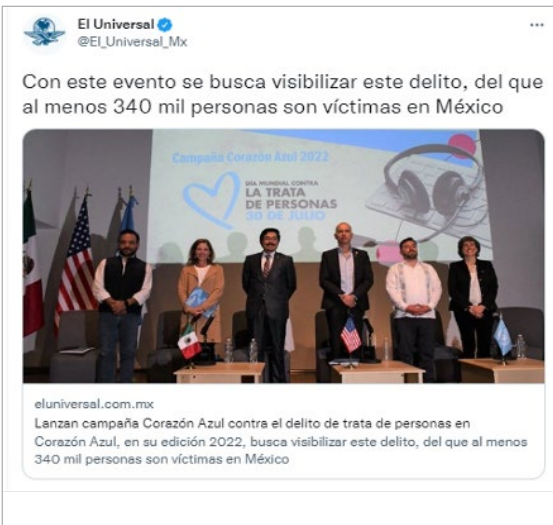 El Universal
@El_Universal_Mx
Con este evento se busca visibilizar este delito, del que
al menos 340 mil personas son víctimas en México
Campaña Corazón Azul 2022
DÍA MUNDIAL CONTRA
LA TRATA
DE PERSONAS
30 DE JULIO
eluniversal.com.mx
Lanzan campaña Corazón Azul contra el delito de trata de personas en
Corazón Azul, en su edición 2022, busca visibilizar este delito, del que al menos
340 mil personas son víctimas en México